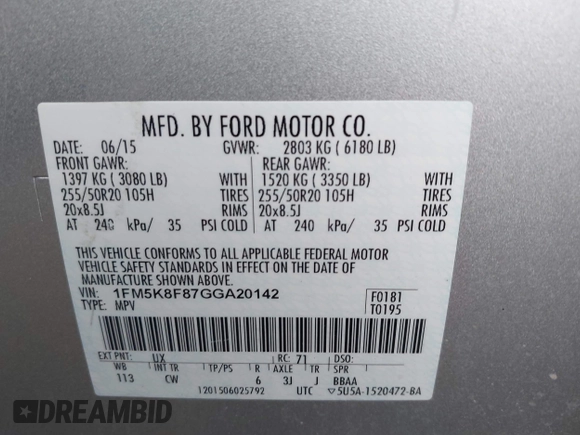 MFD. BY FORD MOTOR CO.
DATE: 06/15 GVWR: 2803 KG ( 6180 LB)
FRONT GAWR: REAR GAWR:
1397 KG ( 3080 LB) WITH 1520 KG ( 3350 LB) WITH
255/50R20 105H TIRES 255/50R20 105H TIRES
20x8.5J RIMS 20x8.5J RIMS
AT 240 kPa/ 35 PSI COLD AT 240 kPa/ 35 PSI COLD
THIS VEHICLE CONFORMS TO ALL APPLICABLE FEDERAL MOTOR
VEHICLE SAFETY STANDARDS IN EFFECT ON THE DATE OF
MANUFACTURE SHOWN ABOVE.
VIN: 1FM5K8F87GGA20142 F0181
TYPE: MPV T0195
EXT PNT: UX RC: 71 DSO:
WB INT TR TP/PS R AXLE TR SPR
113 CW 6 3J J BBAA
1201506025792 UTC ▽5U5A-1520472-BA
DREAMBID